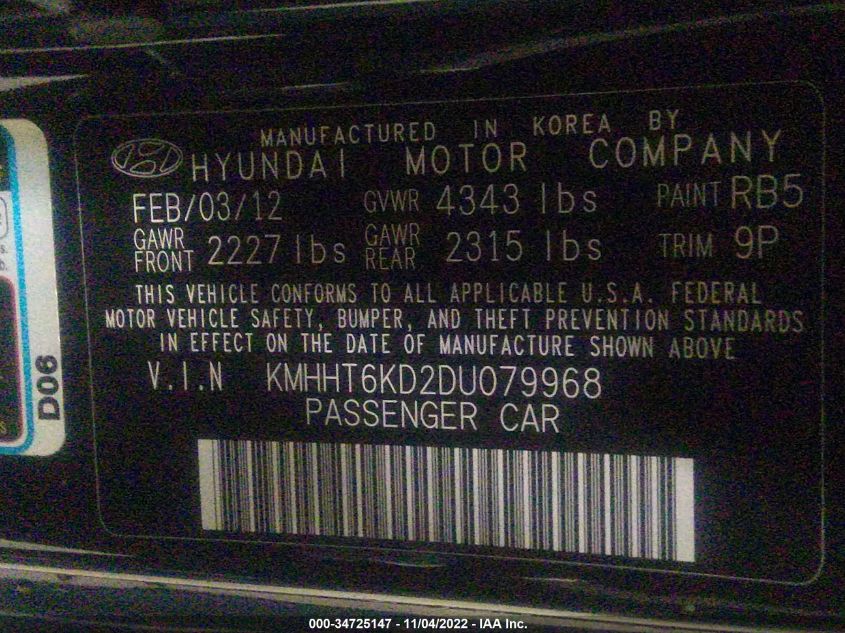 MANUFACTURED IN KOREA BY
HYUNDAI MOTOR COMPANY
FEB/03/12 GVWR 4343 lbs PAINT RB5
GAWR FRONT 2227 lbs GAWR REAR 2315 lbs TRIM 9P
THIS VEHICLE CONFORMS TO ALL APPLICABLE U.S.A. FEDERAL
MOTOR VEHICLE SAFETY, BUMPER, AND THEFT PREVENTION STANDARDS
IN EFFECT ON THE DATE OF MANUFACTURE SHOWN ABOVE
V.I.N KMHHT6KD2DU079968
PASSENGER CAR
D06
000-34725147 - 11/04/2022 - IAA Inc.